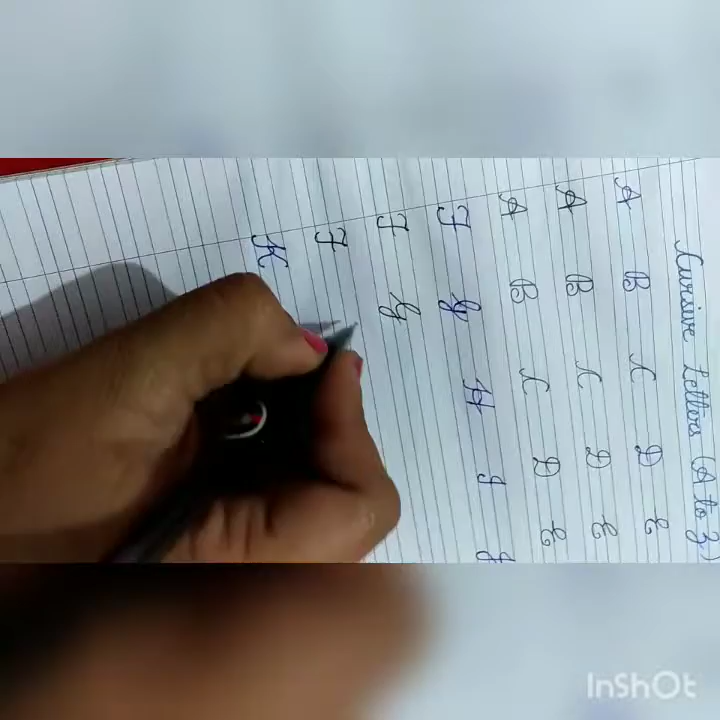 Cursive Letters (A to Z)
A B C D E
A B C D E
A B C D E
F G H I J
F G
F
K
InShOt